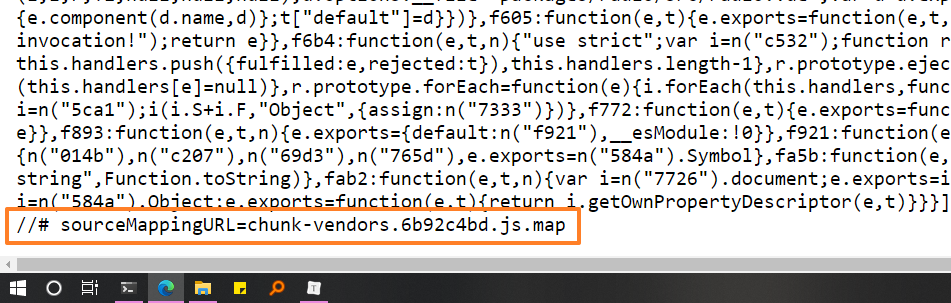 {e.component(d.name,d)};t["default"]=d}})},f605:function(e,t){e.exports=function(e,t,
invocation!");return e}},f6b4:function(e,t,n){"use strict";var i=n("c532");function r
this.handlers.push({fulfilled:e,rejected:t}),this.handlers.length-1},r.prototype.ejec
(this.handlers[e]=null)},r.prototype.forEach=function(e){i.forEach(this.handlers,func
i=n("5ca1");i(i.S+i.F,"Object",{assign:n("7333")})},f772:function(e,t){e.exports=func
e}},f893:function(e,t,n){e.exports={default:n("f921"),__esModule:!0}},f921:function(e
{n("014b"),n("c207"),n("69d3"),n("765d"),e.exports=n("584a").Symbol},fa5b:function(e,
string",Function.toString)},fab2:function(e,t,n){var i=n("7726").document;e.exports=i
i=n("584a").Object;e.exports=function(e,t){return i.getOwnPropertyDescriptor(e,t)}}}]
//# sourceMappingURL=chunk-vendors.6b92c4bd.js.map